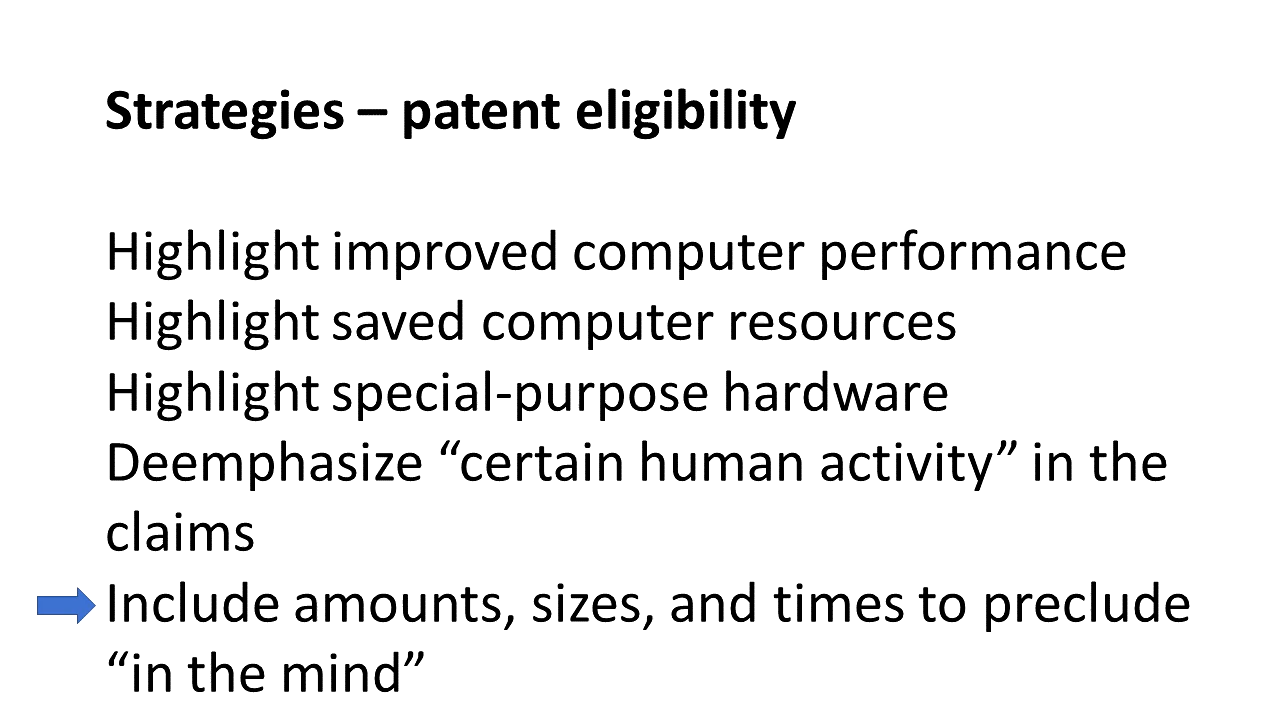 Strategies – patent eligibility
Highlight improved computer performance
Highlight saved computer resources
Highlight special-purpose hardware
Deemphasize “certain human activity” in the
claims
Include amounts, sizes, and times to preclude
“in the mind”